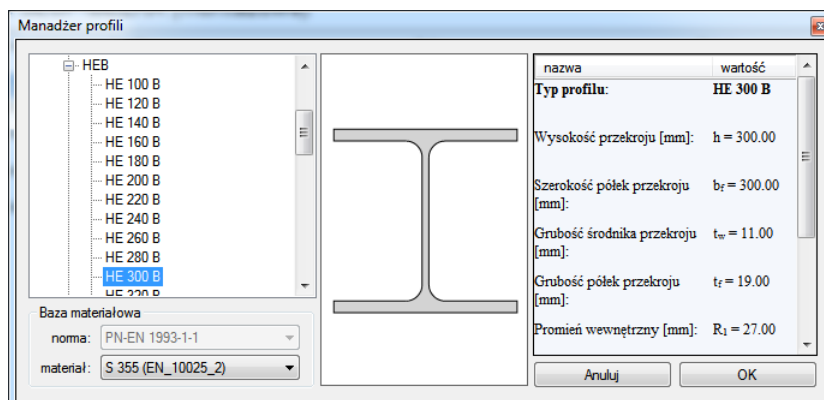 Manadżer profili
HEB
HE 100 B
HE 120 B
HE 140 B
HE 160 B
HE 180 B
HE 200 B
HE 220 B
HE 240 B
HE 260 B
HE 280 B
HE 300 B
HE 320 B
Baza materiałowa
norma: PN-EN 1993-1-1
materiał: S 355 (EN_10025_2)
nazwa wartość
Typ profilu: HE 300 B
Wysokość przekroju [mm]: h = 300.00
Szerokość półek przekroju bf = 300.00
[mm]:
Grubość środnika przekroju tw = 11.00
[mm]:
Grubość półek przekroju tf = 19.00
[mm]:
Promień wewnętrzny [mm]: R1 = 27.00
Anuluj OK